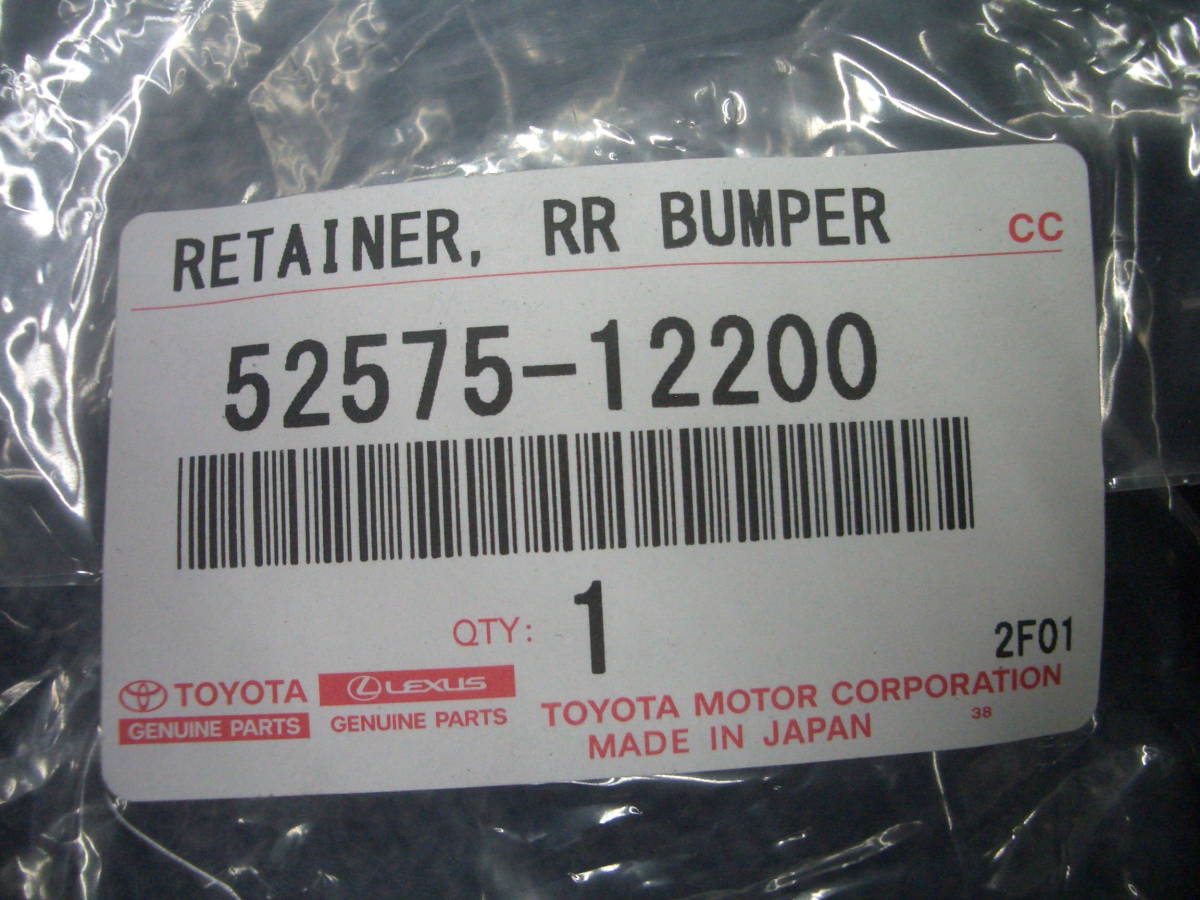 RETAINER, RR BUMPER CC
52575-12200
QTY: 1
2F01
TOYOTA
GENUINE PARTS
LEXUS
GENUINE PARTS
TOYOTA MOTOR CORPORATION
MADE IN JAPAN
38